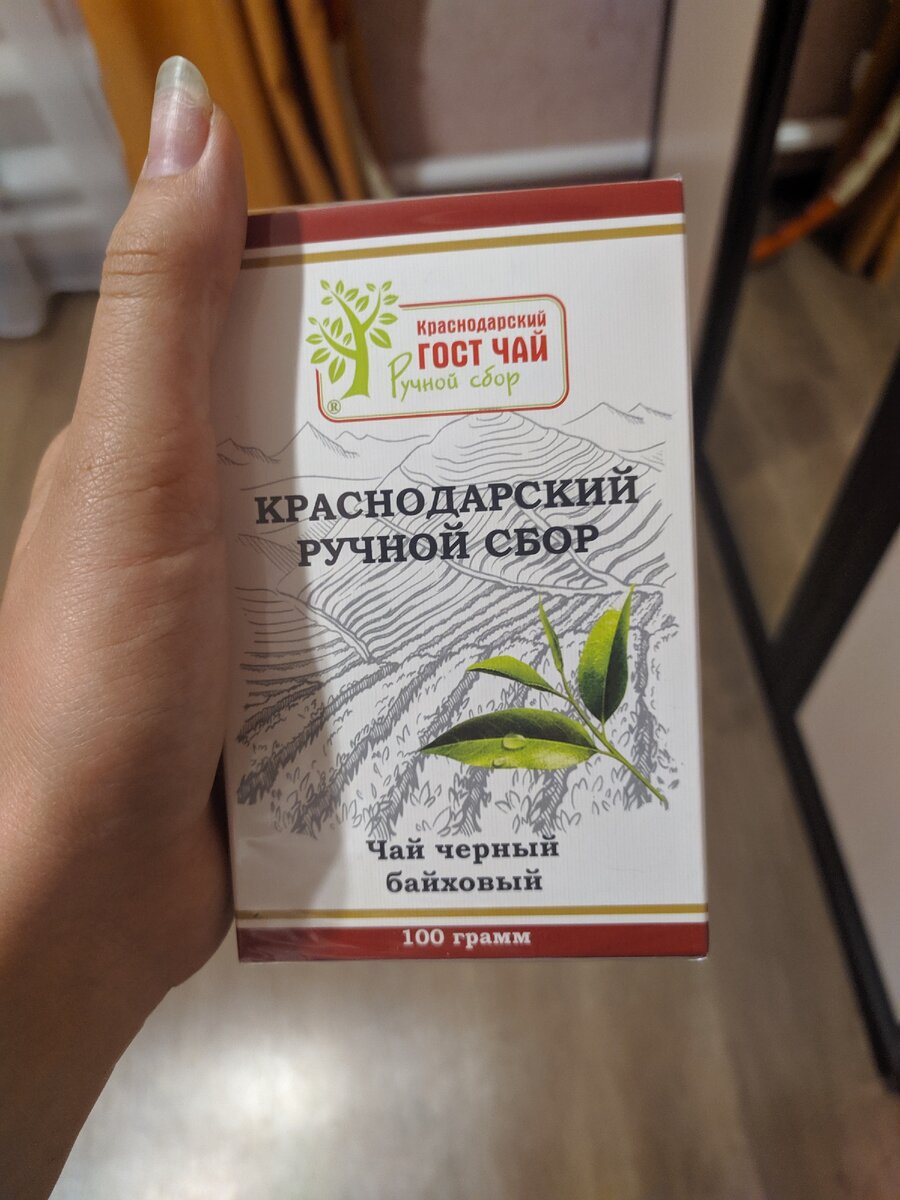 Краснодарский
ГОСТ ЧАЙ
Ручной сбор
®
КРАСНОДАРСКИЙ
РУЧНОЙ СБОР
Чай черный
байховый
100 грамм